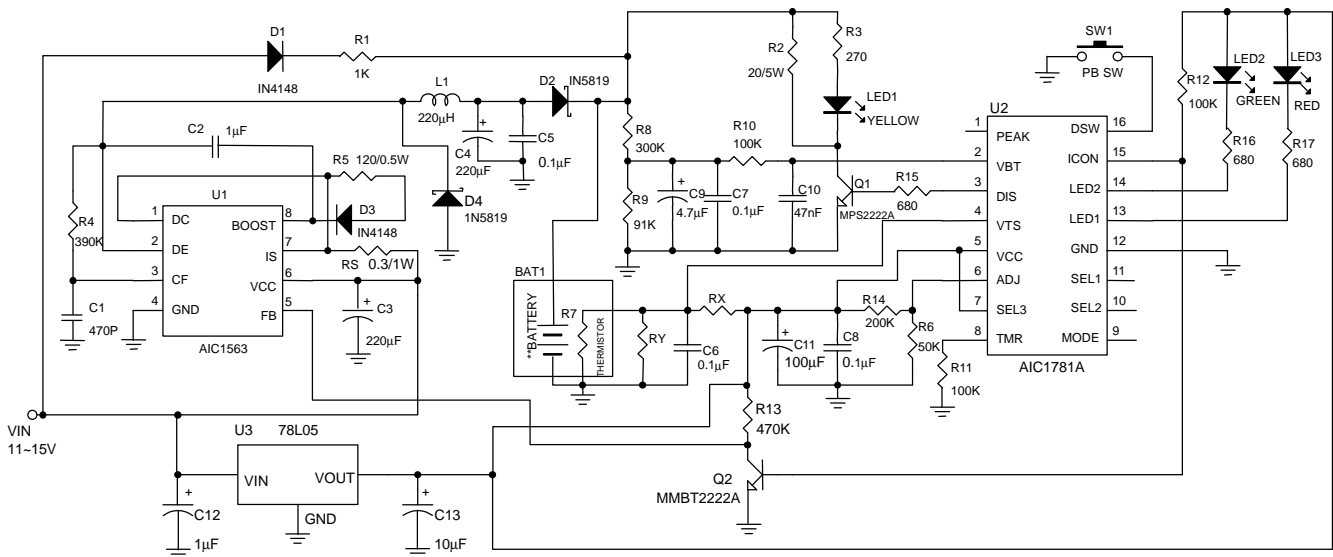 D1
IN4148
R1
1K
L1
220µH
D2
IN5819
R2
20/5W
R3
270
LED1
YELLOW
SW1
PB SW
R12
100K
LED2
GREEN
LED3
RED
R16
680
R17
680
C2
1µF
R5
120/0.5W
C4
220µF
+
C5
0.1µF
R8
300K
R10
100K
D4
1N5819
R4
390K
U1
1
DC
2
DE
3
CF
4
GND
BOOST
8
IS
7
VCC
6
FB
5
AIC1563
D3
IN4148
RS
0.3/1W
C1
470P
+
C3
220µF
R9
91K
+
C9
4.7µF
C7
0.1µF
C10
47nF
Q1
MPS2222A
R15
680
U2
1
PEAK
2
VBT
3
DIS
4
VTS
5
VCC
6
ADJ
7
SEL3
8
TMR
DSW
16
ICON
15
LED2
14
LED1
13
GND
12
SEL1
11
SEL2
10
MODE
9
AIC1781A
BAT1
**BATTERY
R7
THERMISTOR
RY
RX
C6
0.1µF
+
C11
100µF
C8
0.1µF
R14
200K
R6
50K
R11
100K
R13
470K
Q2
MMBT2222A
VIN
11~15V
U3
78L05
VIN
VOUT
GND
+
C12
1µF
+
C13
10µF